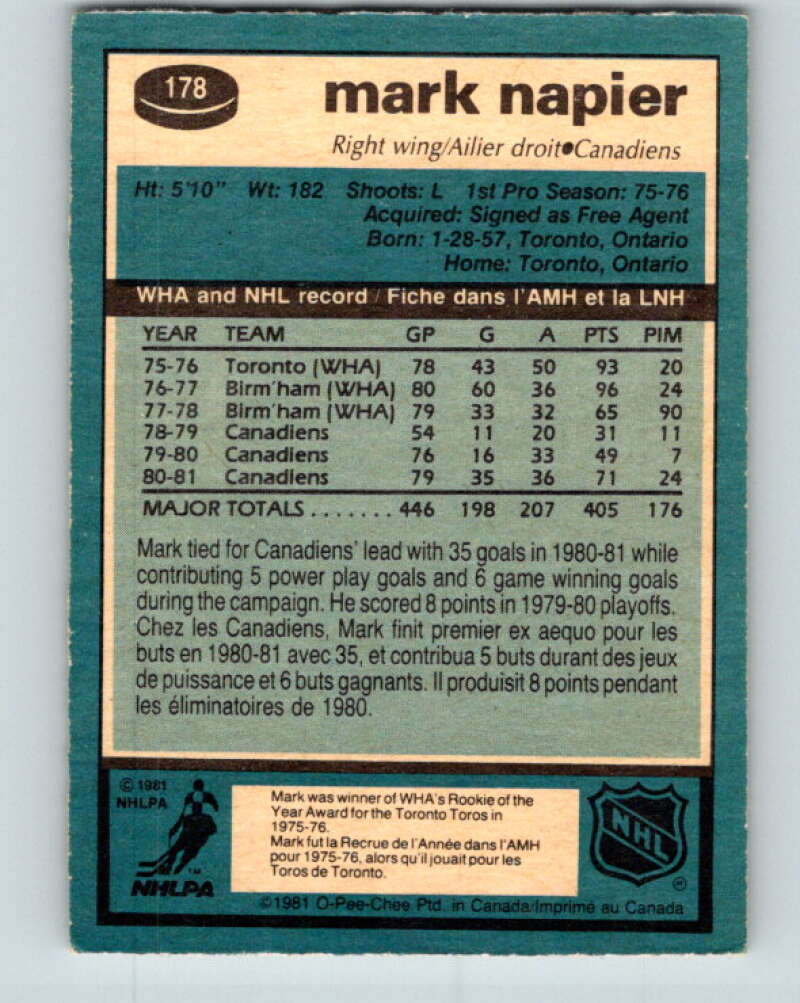 178
mark napier
Right wing/Ailier droit•Canadiens
Ht: 5'10" Wt: 182 Shoots: L 1st Pro Season: 75-76
Acquired: Signed as Free Agent
Born: 1-28-57, Toronto, Ontario
Home: Toronto, Ontario
WHA and NHL record / Fiche dans l'AMH et la LNH
YEAR TEAM GP G A PTS PIM
75-76 Toronto (WHA) 78 43 50 93 20
76-77 Birm'ham (WHA) 80 60 36 96 24
77-78 Birm'ham (WHA) 79 33 32 65 90
78-79 Canadiens 54 11 20 31 11
79-80 Canadiens 76 16 33 49 7
80-81 Canadiens 79 35 36 71 24
MAJOR TOTALS ....... 446 198 207 405 176
Mark tied for Canadiens' lead with 35 goals in 1980-81 while
contributing 5 power play goals and 6 game winning goals
during the campaign. He scored 8 points in 1979-80 playoffs.
Chez les Canadiens, Mark finit premier ex aequo pour les
buts en 1980-81 avec 35, et contribua 5 buts durant des jeux
de puissance et 6 buts gagnants. Il produisit 8 points pendant
les éliminatoires de 1980.
© 1981
NHLPA
TM
NHLPA
Mark was winner of WHA's Rookie of the
Year Award for the Toronto Toros in
1975-76.
Mark fut la Recrue de l'Année dans l'AMH
pour 1975-76, alors qu'il jouait pour les
Toros de Toronto.
NHL
©1981 O-Pee-Chee Ptd. in Canada/Imprimé au Canada